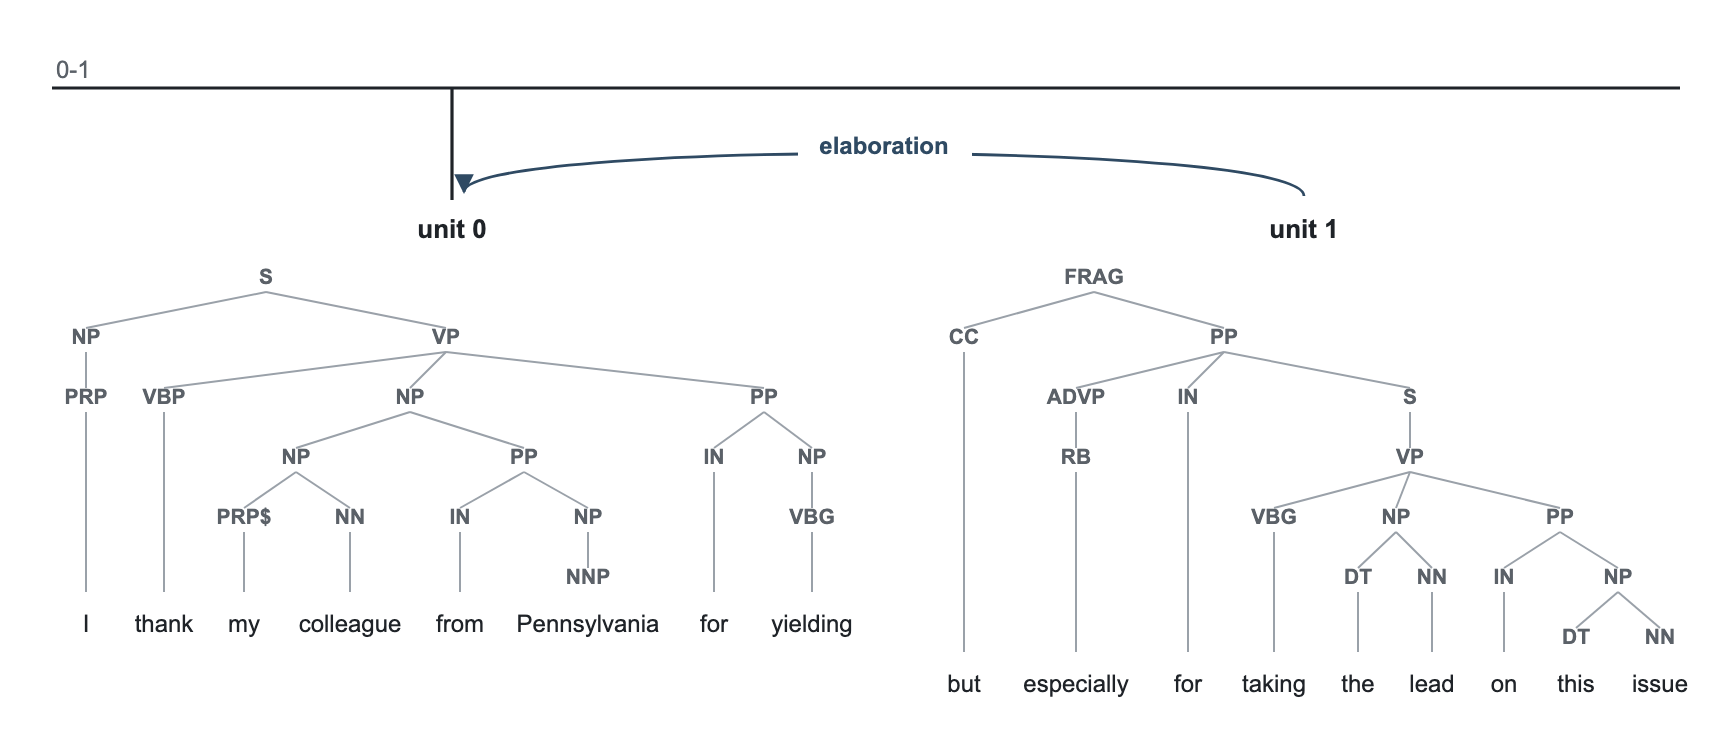 0-1
elaboration
unit 0 unit 1
S FRAG
NP VP CC PP
PRP VBP NP PP ADVP IN S
NP PP IN NP RB VP
PRP$ NN IN NP VBG VBG NP PP
NNP DT NN IN NP
I thank my colleague from Pennsylvania for yielding
DT NN
but especially for taking the lead on this issue